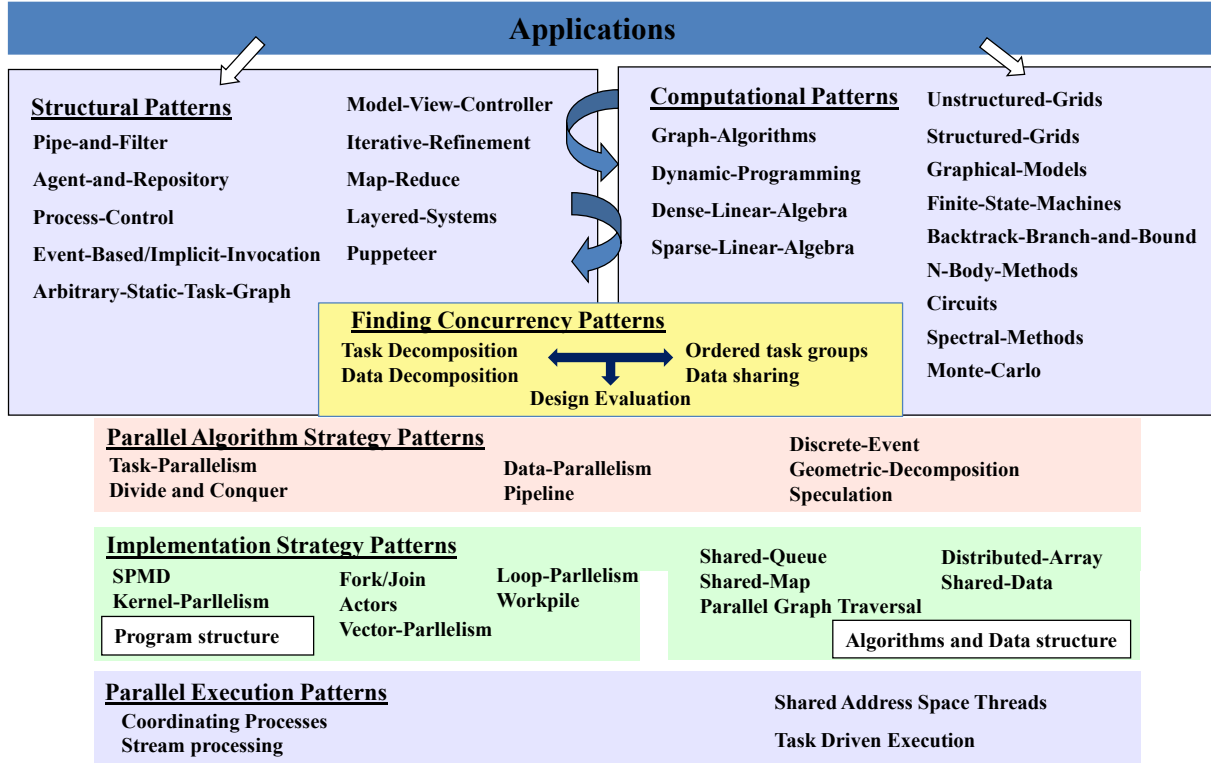 Applications
Structural Patterns
Pipe-and-Filter
Agent-and-Repository
Process-Control
Event-Based/Implicit-Invocation
Arbitrary-Static-Task-Graph
Model-View-Controller
Iterative-Refinement
Map-Reduce
Layered-Systems
Puppeteer
Computational Patterns
Graph-Algorithms
Dynamic-Programming
Dense-Linear-Algebra
Sparse-Linear-Algebra
Unstructured-Grids
Structured-Grids
Graphical-Models
Finite-State-Machines
Backtrack-Branch-and-Bound
N-Body-Methods
Circuits
Spectral-Methods
Monte-Carlo
Finding Concurrency Patterns
Task Decomposition
Data Decomposition
Ordered task groups
Data sharing
Design Evaluation
Parallel Algorithm Strategy Patterns
Task-Parallelism
Divide and Conquer
Data-Parallelism
Pipeline
Discrete-Event
Geometric-Decomposition
Speculation
Implementation Strategy Patterns
SPMD
Kernel-Parllelism
Program structure
Fork/Join
Actors
Vector-Parllelism
Loop-Parllelism
Workpile
Shared-Queue
Shared-Map
Parallel Graph Traversal
Distributed-Array
Shared-Data
Algorithms and Data structure
Parallel Execution Patterns
Coordinating Processes
Stream processing
Shared Address Space Threads
Task Driven Execution